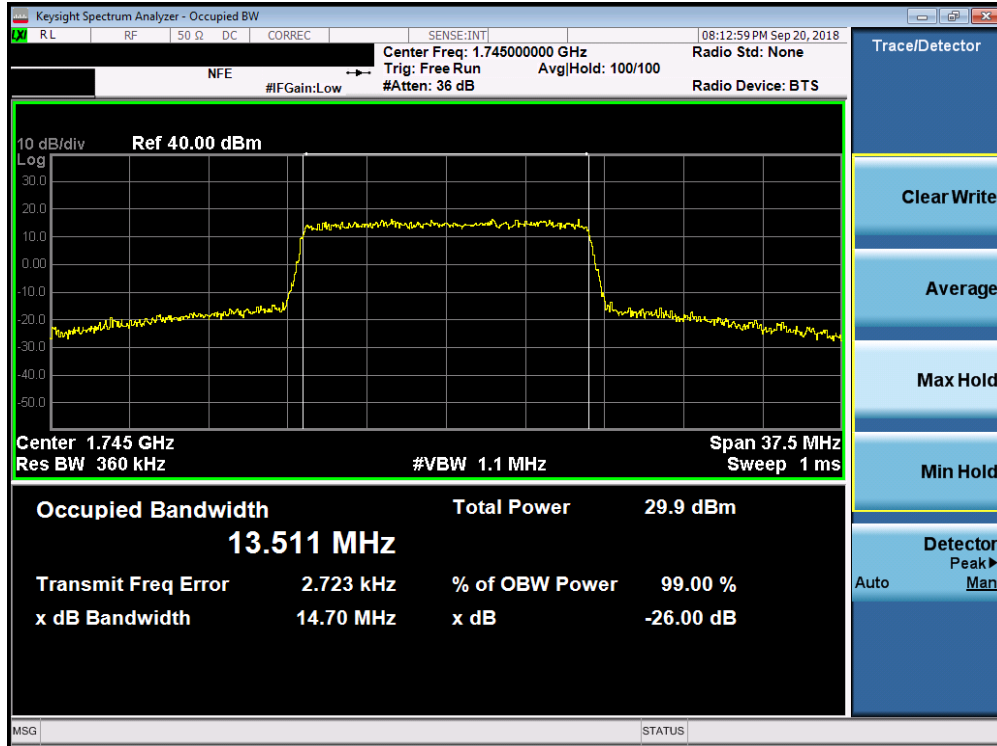 Keysight Spectrum Analyzer - Occupied BW
LXI RL RF 50 Ω DC CORREC SENSE:INT 08:12:59 PM Sep 20, 2018
Center Freq: 1.745000000 GHz Radio Std: None
NFE Trig: Free Run Avg|Hold: 100/100
#IFGain:Low #Atten: 36 dB Radio Device: BTS
10 dB/div Ref 40.00 dBm
Log
30.0
20.0
10.0
0.00
-10.0
-20.0
-30.0
-40.0
-50.0
Center 1.745 GHz Span 37.5 MHz
Res BW 360 kHz #VBW 1.1 MHz Sweep 1 ms
Occupied Bandwidth Total Power 29.9 dBm
13.511 MHz
Transmit Freq Error 2.723 kHz % of OBW Power 99.00 %
x dB Bandwidth 14.70 MHz x dB -26.00 dB
MSG STATUS
Trace/Detector
Clear Write
Average
Max Hold
Min Hold
Detector
Peak▶
Auto Man